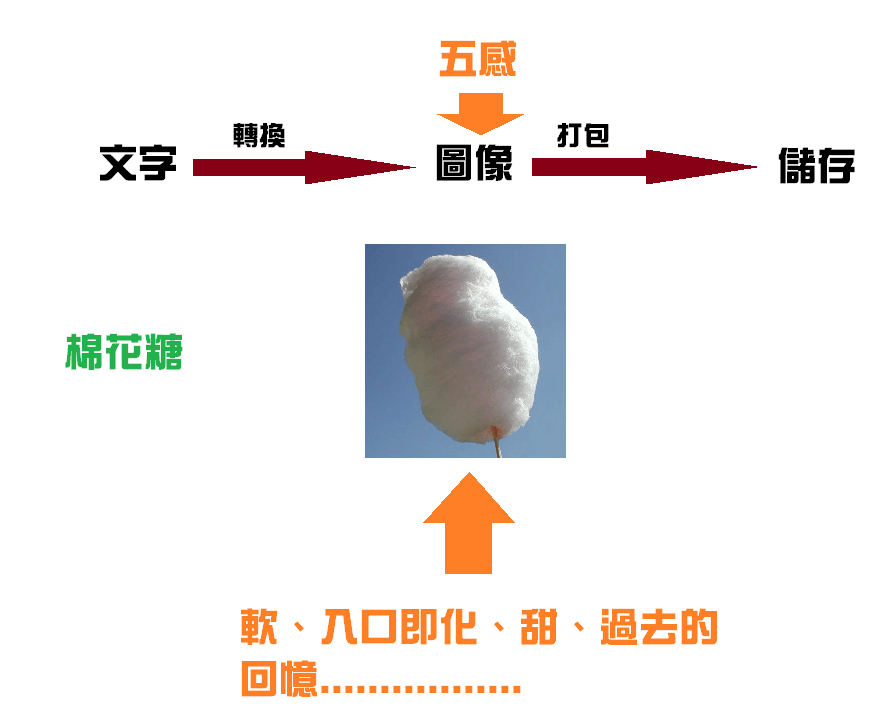 五感
轉換
打包
文字
圖像
儲存
棉花糖
軟、入口即化、甜、過去的
回憶.................